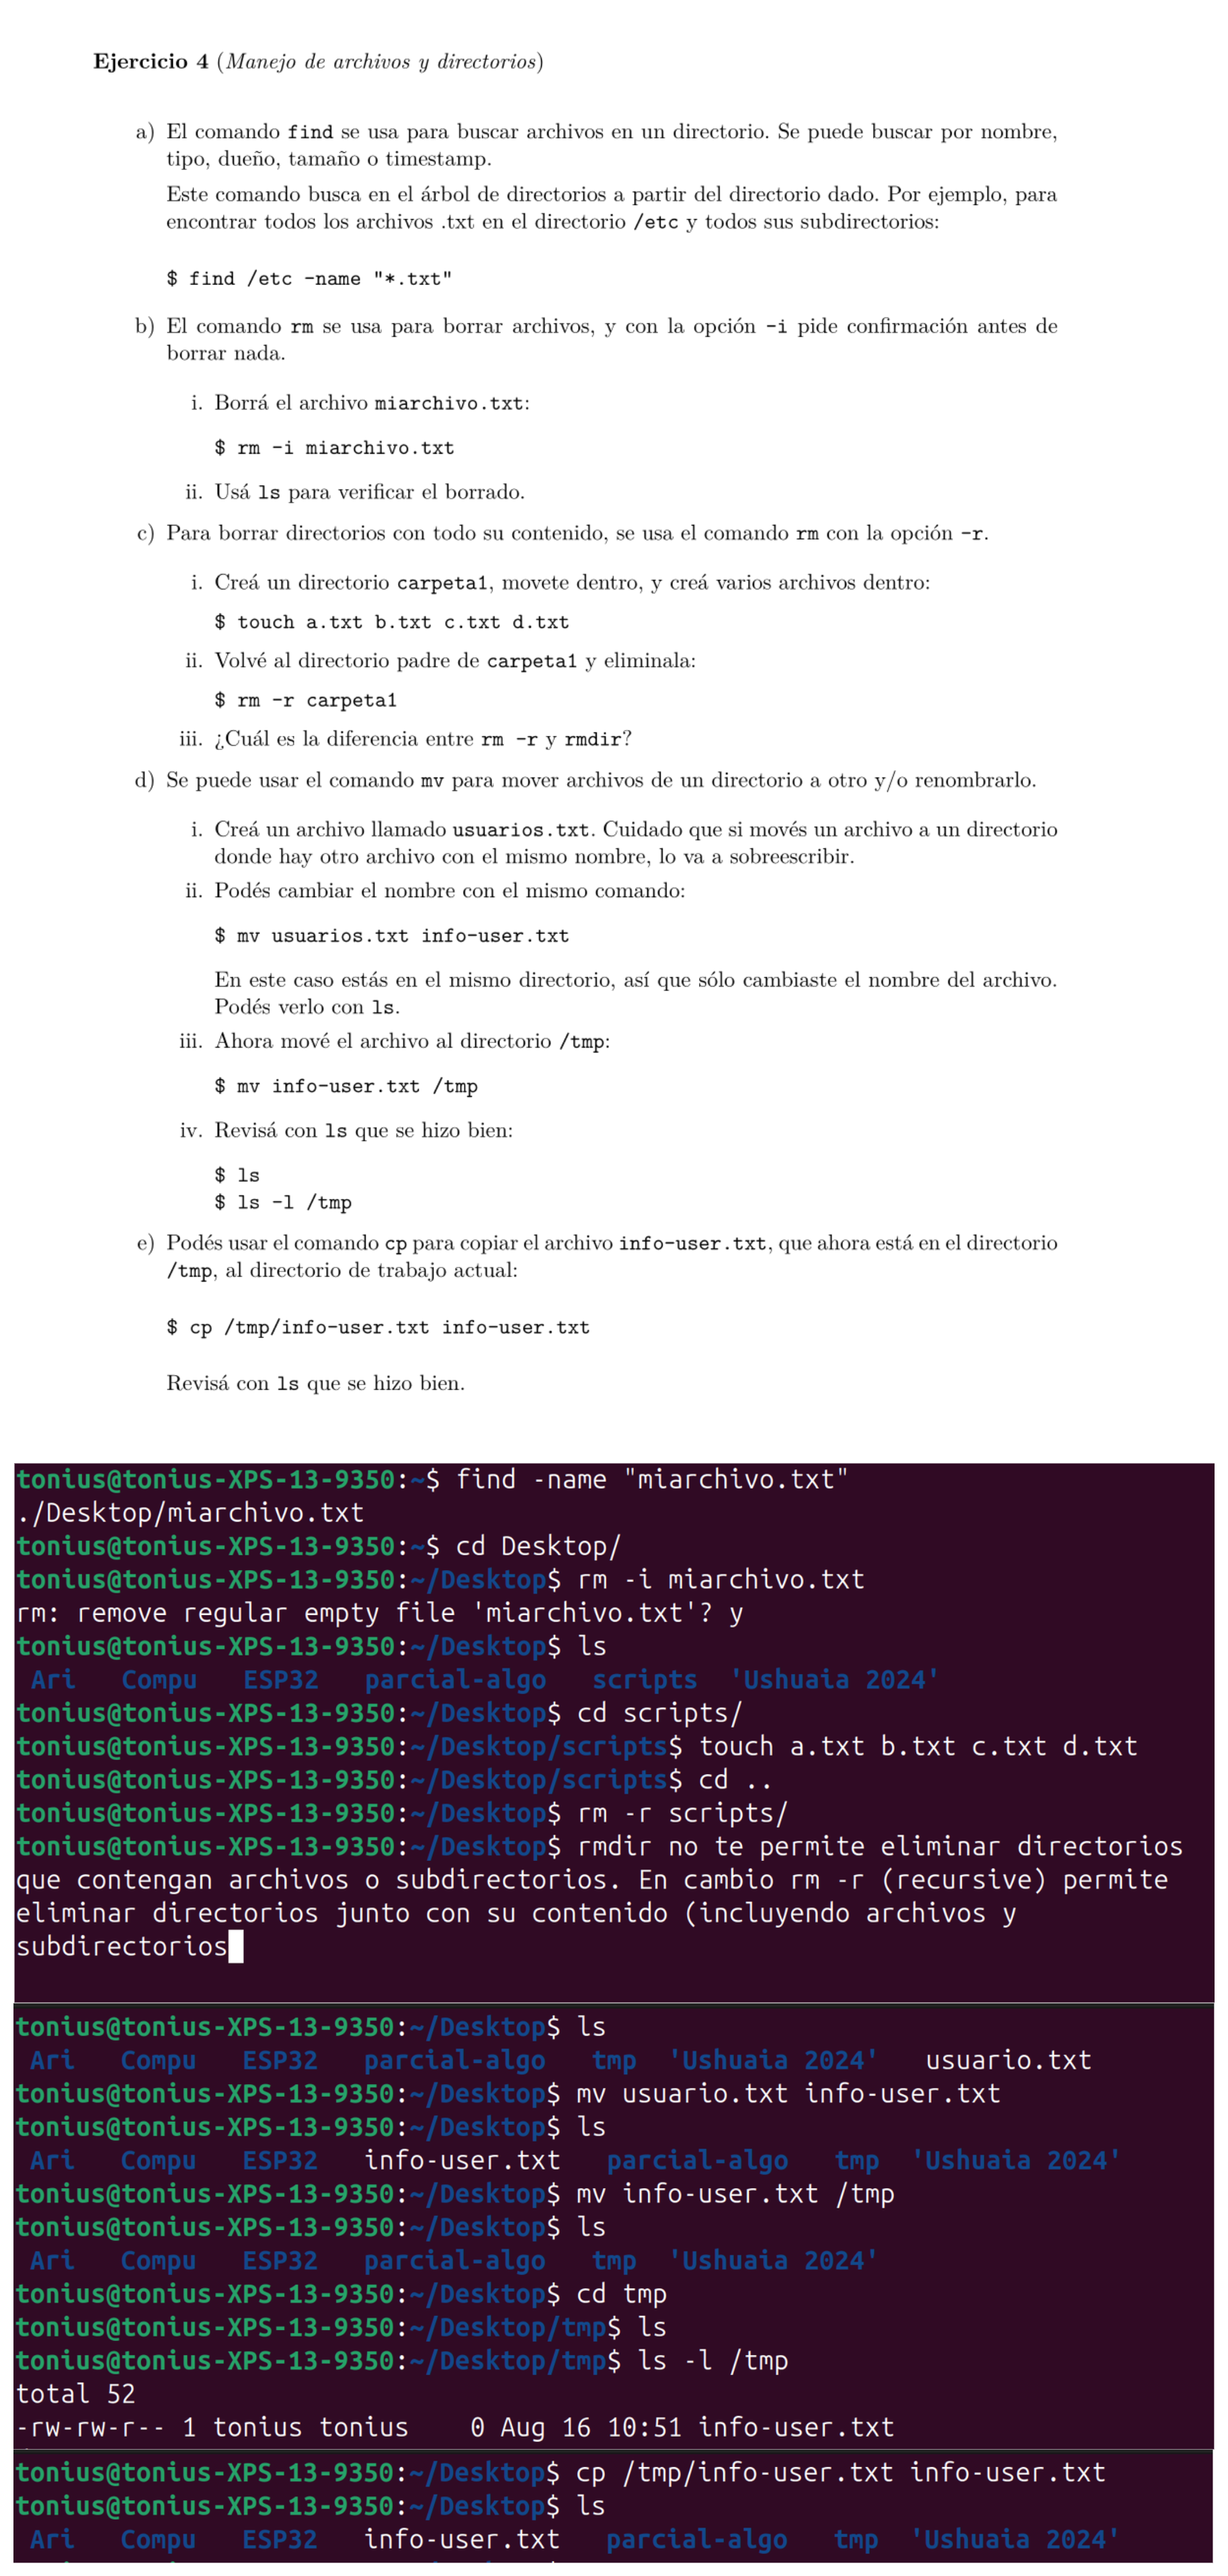 Ejercicio 4 (Manejo de archivos y directorios)
a) El comando find se usa para buscar archivos en un directorio. Se puede buscar por nombre,
tipo, dueño, tamaño o timestamp.
Este comando busca en el árbol de directorios a partir del directorio dado. Por ejemplo, para
encontrar todos los archivos .txt en el directorio /etc y todos sus subdirectorios:
$ find /etc -name "*.txt"
b) El comando rm se usa para borrar archivos, y con la opción -i pide confirmación antes de
borrar nada.
i. Borrá el archivo miarchivo.txt:
$ rm -i miarchivo.txt
ii. Usá ls para verificar el borrado.
c) Para borrar directorios con todo su contenido, se usa el comando rm con la opción -r.
i. Creá un directorio carpeta1, movete dentro, y creá varios archivos dentro:
$ touch a.txt b.txt c.txt d.txt
ii. Volvé al directorio padre de carpeta1 y eliminala:
$ rm -r carpeta1
iii. ¿Cuál es la diferencia entre rm -r y rmdir?
d) Se puede usar el comando mv para mover archivos de un directorio a otro y/o renombrarlo.
i. Creá un archivo llamado usuarios.txt. Cuidado que si movés un archivo a un directorio
donde hay otro archivo con el mismo nombre, lo va a sobreescribir.
ii. Podés cambiar el nombre con el mismo comando:
$ mv usuarios.txt info-user.txt
En este caso estás en el mismo directorio, así que sólo cambiaste el nombre del archivo.
Podés verlo con ls.
iii. Ahora mové el archivo al directorio /tmp:
$ mv info-user.txt /tmp
iv. Revisá con ls que se hizo bien:
$ ls
$ ls -l /tmp
e) Podés usar el comando cp para copiar el archivo info-user.txt, que ahora está en el directorio
/tmp, al directorio de trabajo actual:
$ cp /tmp/info-user.txt info-user.txt
Revisá con ls que se hizo bien.
tonius@tonius-XPS-13-9350:~$ find -name "miarchivo.txt"
./Desktop/miarchivo.txt
tonius@tonius-XPS-13-9350:~$ cd Desktop/
tonius@tonius-XPS-13-9350:~/Desktop$ rm -i miarchivo.txt
rm: remove regular empty file 'miarchivo.txt'? y
tonius@tonius-XPS-13-9350:~/Desktop$ ls
Ari Compu ESP32 parcial-algo scripts 'Ushuaia 2024'
tonius@tonius-XPS-13-9350:~/Desktop$ cd scripts/
tonius@tonius-XPS-13-9350:~/Desktop/scripts$ touch a.txt b.txt c.txt d.txt
tonius@tonius-XPS-13-9350:~/Desktop/scripts$ cd ..
tonius@tonius-XPS-13-9350:~/Desktop$ rm -r scripts/
tonius@tonius-XPS-13-9350:~/Desktop$ rmdir no te permite eliminar directorios
que contengan archivos o subdirectorios. En cambio rm -r (recursive) permite
eliminar directorios junto con su contenido (incluyendo archivos y
subdirectorios
tonius@tonius-XPS-13-9350:~/Desktop$ ls
Ari Compu ESP32 parcial-algo tmp 'Ushuaia 2024' usuario.txt
tonius@tonius-XPS-13-9350:~/Desktop$ mv usuario.txt info-user.txt
tonius@tonius-XPS-13-9350:~/Desktop$ ls
Ari Compu ESP32 info-user.txt parcial-algo tmp 'Ushuaia 2024'
tonius@tonius-XPS-13-9350:~/Desktop$ mv info-user.txt /tmp
tonius@tonius-XPS-13-9350:~/Desktop$ ls
Ari Compu ESP32 parcial-algo tmp 'Ushuaia 2024'
tonius@tonius-XPS-13-9350:~/Desktop$ cd tmp
tonius@tonius-XPS-13-9350:~/Desktop/tmp$ ls
tonius@tonius-XPS-13-9350:~/Desktop/tmp$ ls -l /tmp
total 52
-rw-rw-r-- 1 tonius tonius 0 Aug 16 10:51 info-user.txt
tonius@tonius-XPS-13-9350:~/Desktop$ cp /tmp/info-user.txt info-user.txt
tonius@tonius-XPS-13-9350:~/Desktop$ ls
Ari Compu ESP32 info-user.txt parcial-algo tmp 'Ushuaia 2024'